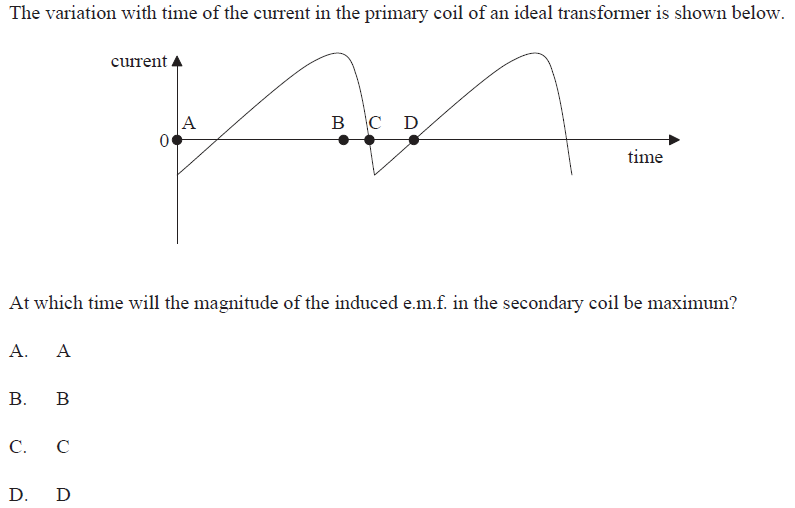 The variation with time of the current in the primary coil of an ideal transformer is shown below.
current
A
B C D
0
time
At which time will the magnitude of the induced e.m.f. in the secondary coil be maximum?
A. A
B. B
C. C
D. D